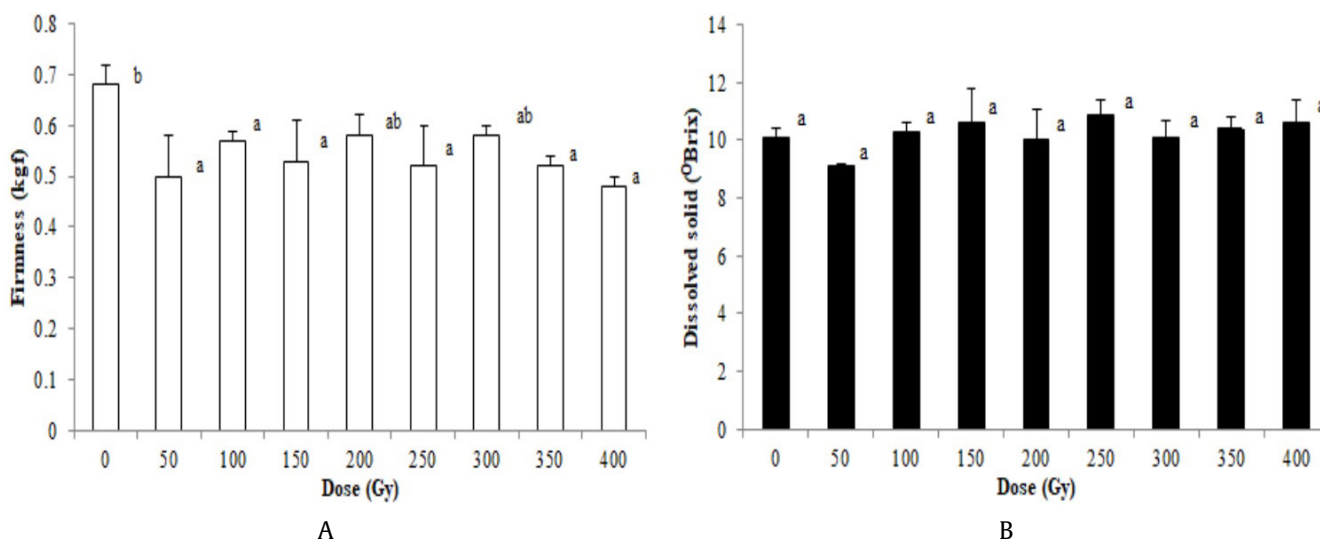 0.8
0.7
0.6
0.5
0.4
0.3
0.2
0.1
0
Firmness (kgf)
b
a
a
a
ab
a
ab
a
a
0 50 100 150 200 250 300 350 400
Dose (Gy)
A
14
12
10
8
6
4
2
0
Dissolved solid (OBrix)
a
a
a
a
a
a
a
a
a
0 50 100 150 200 250 300 350 400
Dose (Gy)
B